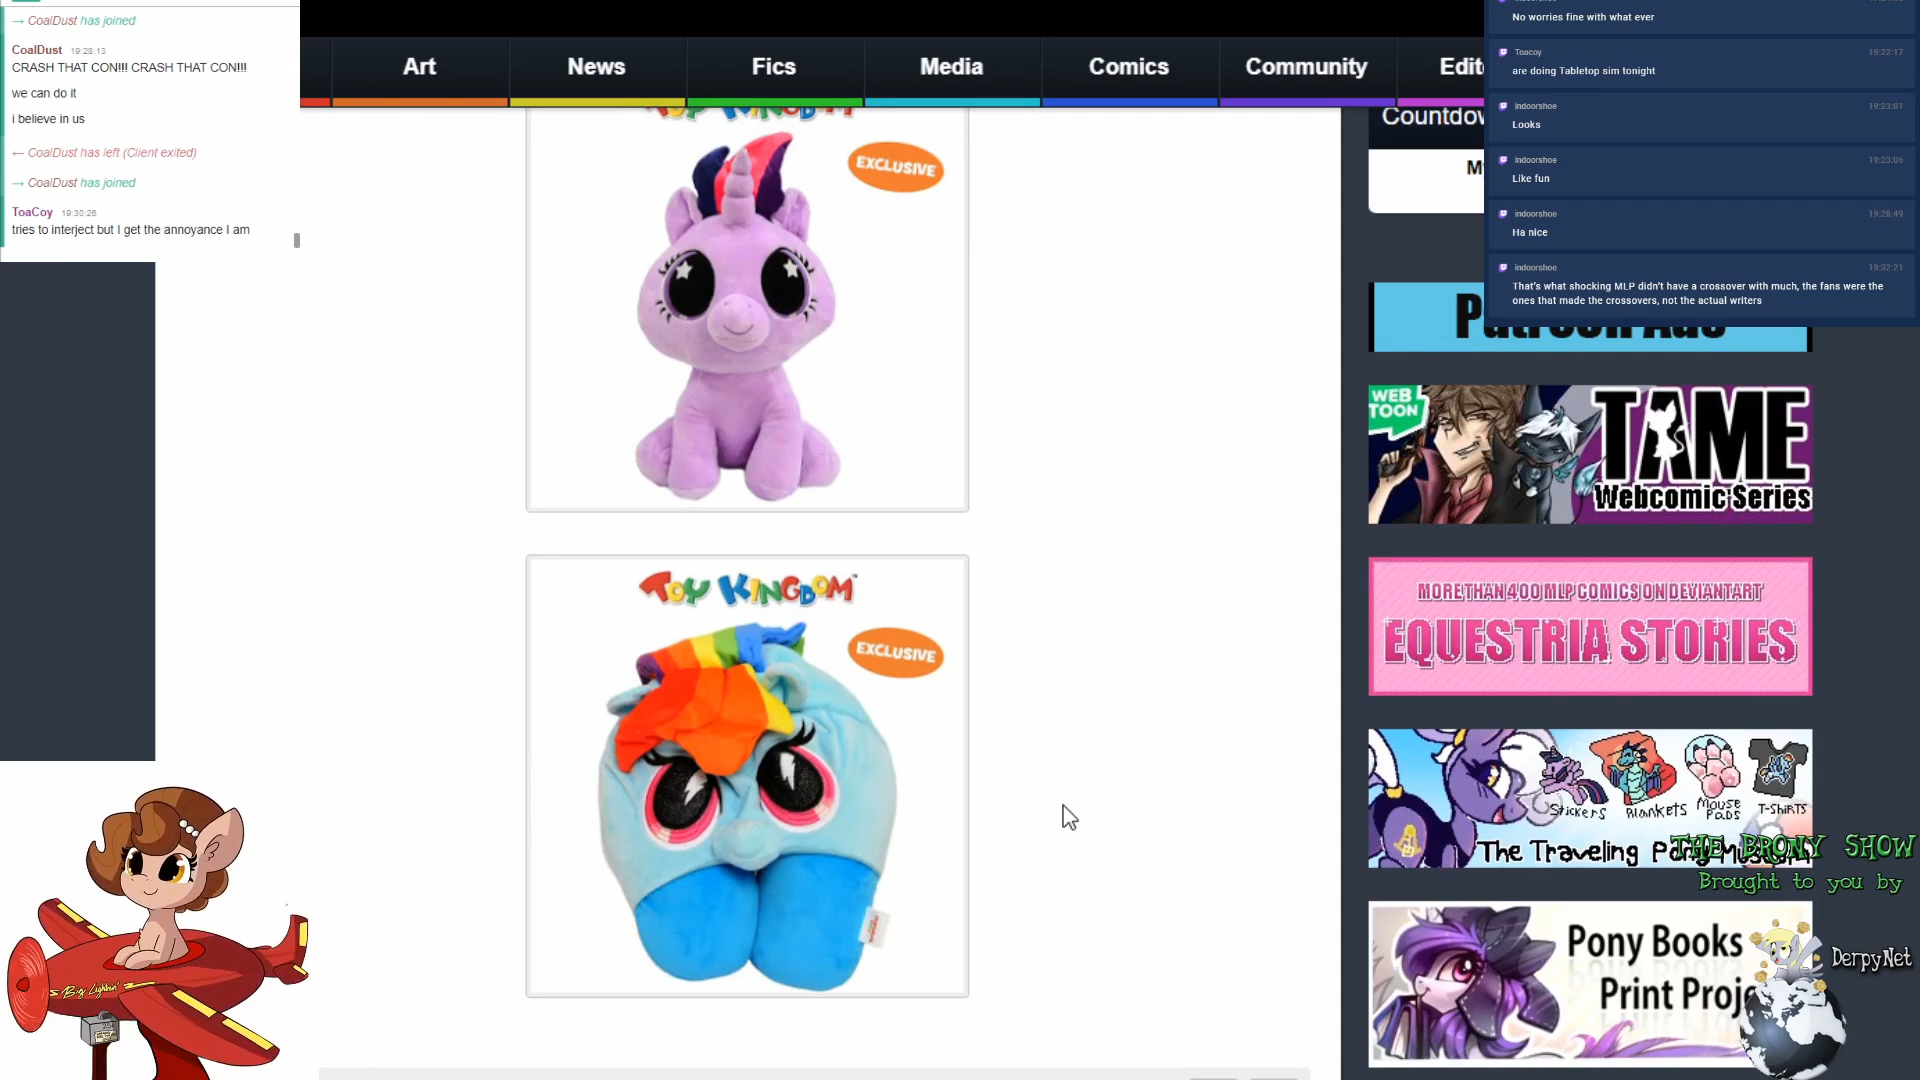 → CoalDust has joined
CoalDust 19:28:13
CRASH THAT CON!!! CRASH THAT CON!!!
we can do it
i believe in us
← CoalDust has left (Client exited)
→ CoalDust has joined
ToaCoy 19:30:26
tries to interject but I get the annoyance I am
Art
News
Fics
Media
Comics
Community
EXCLUSIVE
TOY KINGDOM™
EXCLUSIVE
No worries fine with what ever
Toacoy 19:22:17
are doing Tabletop sim tonight
indoorshoe 19:23:01
Looks
indoorshoe 19:23:06
Like fun
indoorshoe 19:28:49
Ha nice
indoorshoe 19:32:21
That's what shocking MLP didn't have a crossover with much, the fans were the
ones that made the crossovers, not the actual writers
WEB
TOON
TAME
Webcomic Series
MORE THAN 400 MLP COMICS ON DEVIANTART
EQUESTRIA STORIES
Stickers
Blankets
Mouse
Pads
T-Shirts
The Traveling
THE BRONY SHOW
Brought to you by
DerpyNet
Pony Books
Print
Big Lightnin'